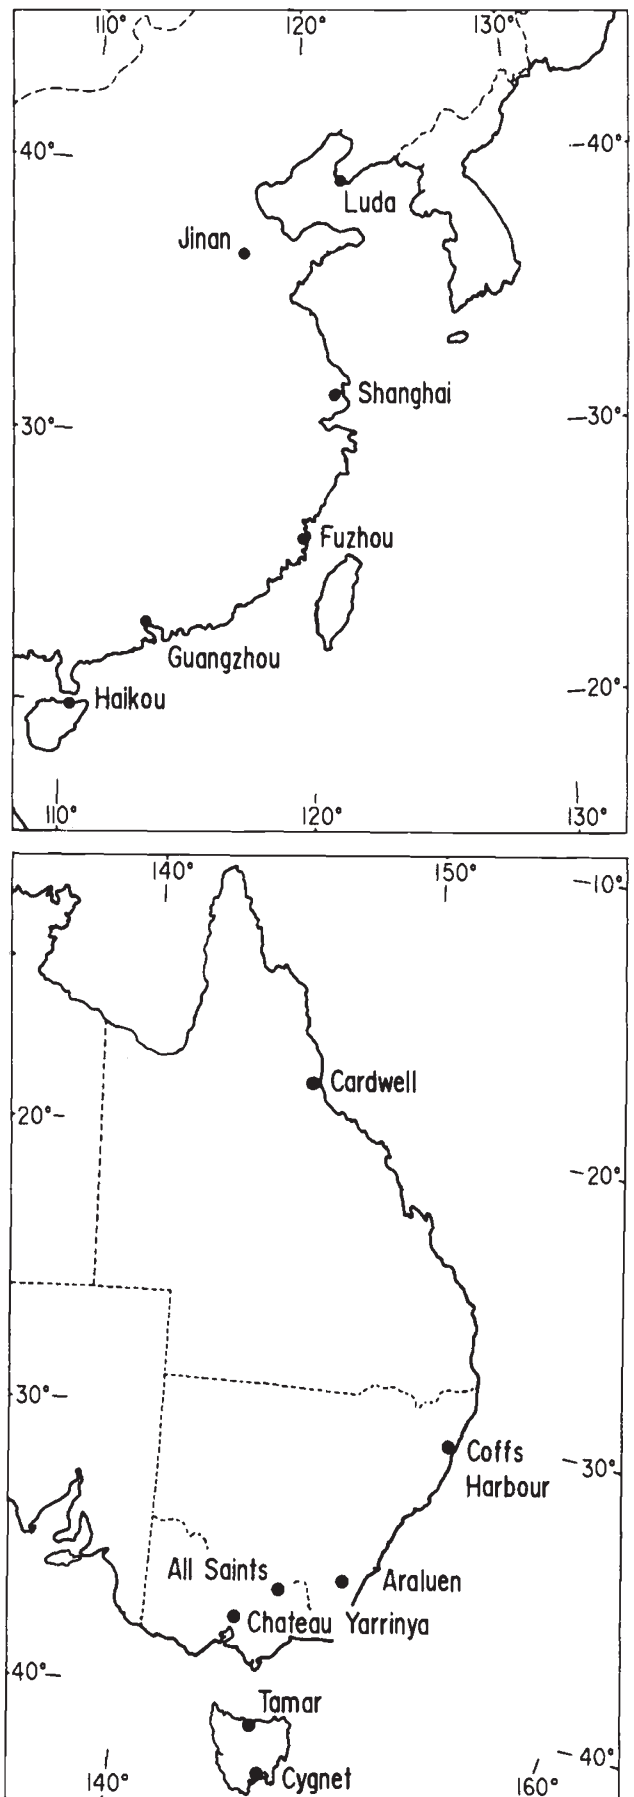 110° 120° 130°
40° 40°
Luda
Jinan
Shanghai
30° 30°
Fuzhou
Guangzhou
20°
Haikou
110° 120° 130°
140° 150° 10°
Cardwell
20°
20°
30°
Coffs
Harbour
30°
All Saints
Araluen
Chateau Yarrinya
40°
Tamar
40°
140° Cygnet 160°